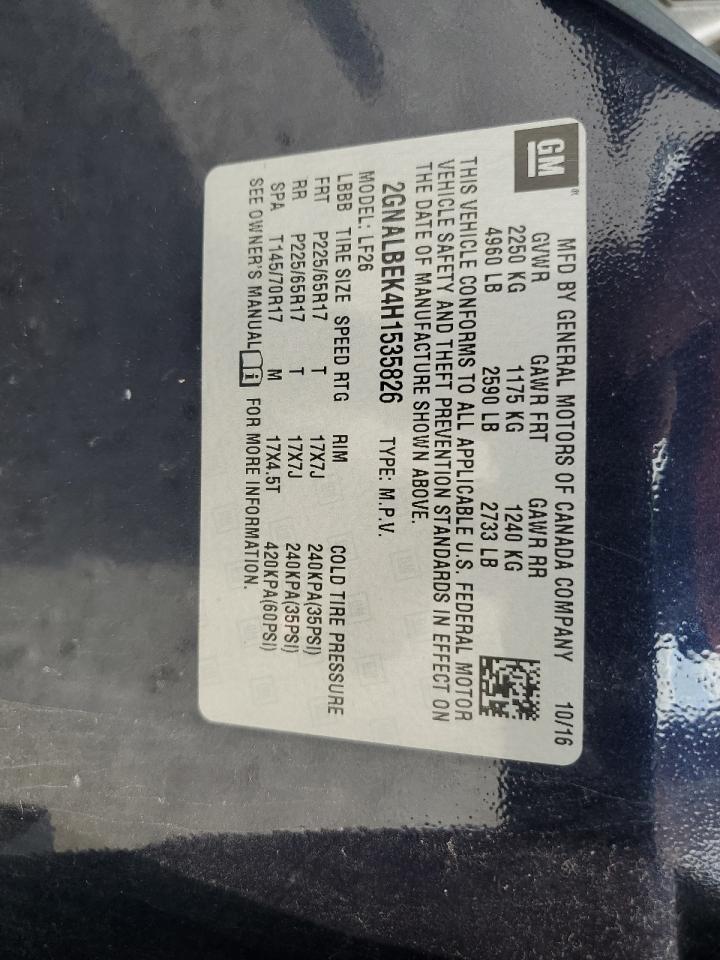 GM
MFD BY GENERAL MOTORS OF CANADA COMPANY 10/16
GVWR GAWR FRT GAWR RR
2250 KG 1175 KG 1240 KG
4960 LB 2590 LB 2733 LB
THIS VEHICLE CONFORMS TO ALL APPLICABLE U.S. FEDERAL MOTOR
VEHICLE SAFETY AND THEFT PREVENTION STANDARDS IN EFFECT ON
THE DATE OF MANUFACTURE SHOWN ABOVE.
2GNALBEK4H1535826 TYPE: M.P.V.
MODEL: LF26
LBBB TIRE SIZE SPEED RTG RIM COLD TIRE PRESSURE
FRT P225/65R17 T 17X7J 240KPA(35PSI)
RR P225/65R17 T 17X7J 240KPA(35PSI)
SPA T145/70R17 M 17X4.5T 420KPA(60PSI)
SEE OWNER'S MANUAL i FOR MORE INFORMATION.